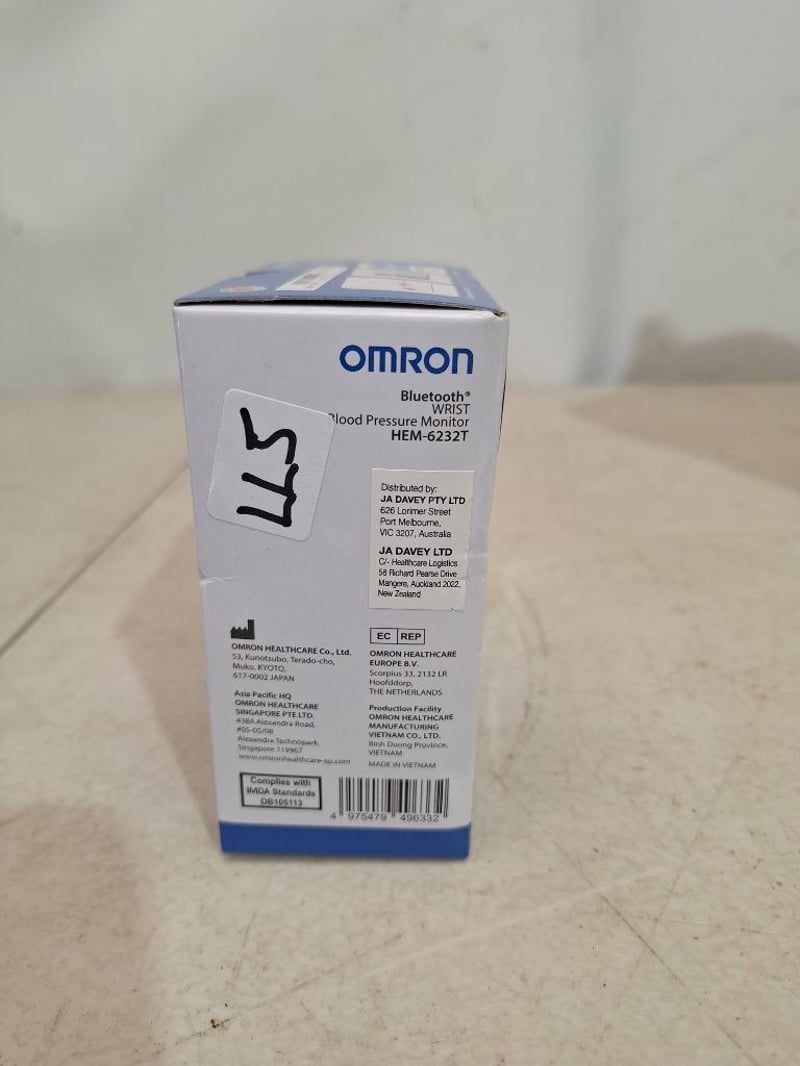 OMRON
Bluetooth®
WRIST
Blood Pressure Monitor
HEM-6232T
577
Distributed by:
JA DAVEY PTY LTD
626 Lorimer Street
Port Melbourne,
VIC 3207, Australia
JA DAVEY LTD
C/- Healthcare Logistics
58 Richard Pearse Drive
Mangere, Auckland 2022,
New Zealand
OMRON HEALTHCARE Co., Ltd.
53, Kunotsubo, Terado-cho,
Muko, KYOTO,
617-0002 JAPAN
Asia Pacific HQ
OMRON HEALTHCARE
SINGAPORE PTE LTD.
438A Alexandra Road,
#05-05/08
Alexandra Technopark,
Singapore 119967
www.omronhealthcare-ap.com
Complies with
IMDA Standards
DB105113
EC REP
OMRON HEALTHCARE
EUROPE B.V.
Scorpius 33, 2132 LR
Hoofddorp,
THE NETHERLANDS
Production Facility
OMRON HEALTHCARE
MANUFACTURING
VIETNAM CO., LTD.
Binh Duong Province,
VIETNAM
MADE IN VIETNAM
4 975479 496332